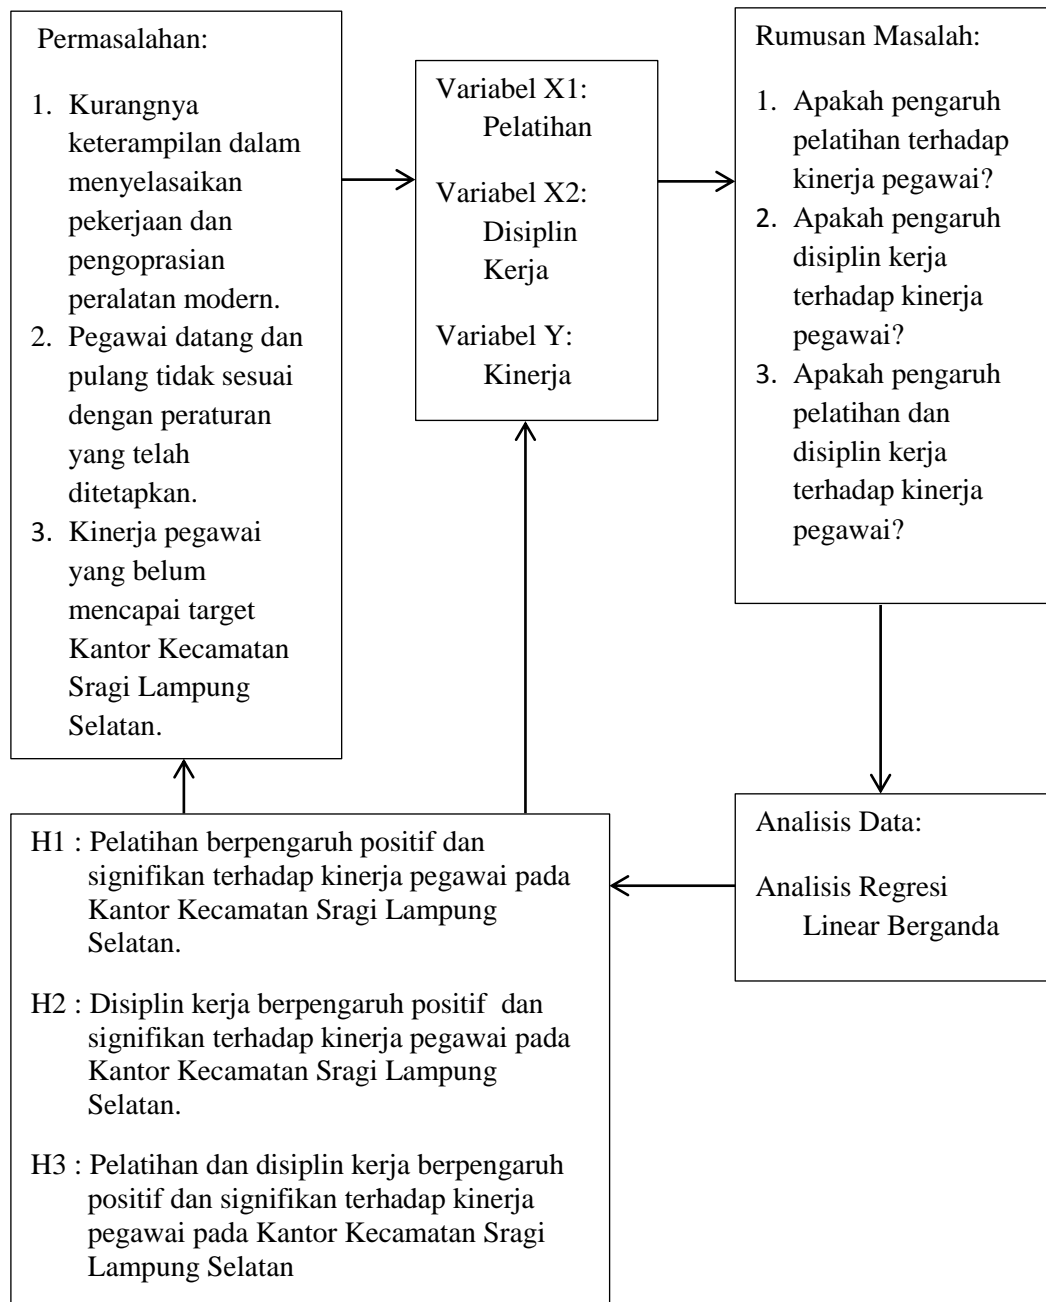 Permasalahan:
1. Kurangnya
keterampilan dalam
menyelasaikan
pekerjaan dan
pengoprasian
peralatan modern.
2. Pegawai datang dan
pulang tidak sesuai
dengan peraturan
yang telah
ditetapkan.
3. Kinerja pegawai
yang belum
mencapai target
Kantor Kecamatan
Sragi Lampung
Selatan.
Variabel X1:
Pelatihan
Variabel X2:
Disiplin
Kerja
Variabel Y:
Kinerja
Rumusan Masalah:
1. Apakah pengaruh
pelatihan terhadap
kinerja pegawai?
2. Apakah pengaruh
disiplin kerja
terhadap kinerja
pegawai?
3. Apakah pengaruh
pelatihan dan
disiplin kerja
terhadap kinerja
pegawai?
Analisis Data:
Analisis Regresi
Linear Berganda
H1 : Pelatihan berpengaruh positif dan
signifikan terhadap kinerja pegawai pada
Kantor Kecamatan Sragi Lampung
Selatan.
H2 : Disiplin kerja berpengaruh positif  dan
signifikan terhadap kinerja pegawai pada
Kantor Kecamatan Sragi Lampung
Selatan.
H3 : Pelatihan dan disiplin kerja berpengaruh
positif dan signifikan terhadap kinerja
pegawai pada Kantor Kecamatan Sragi
Lampung Selatan